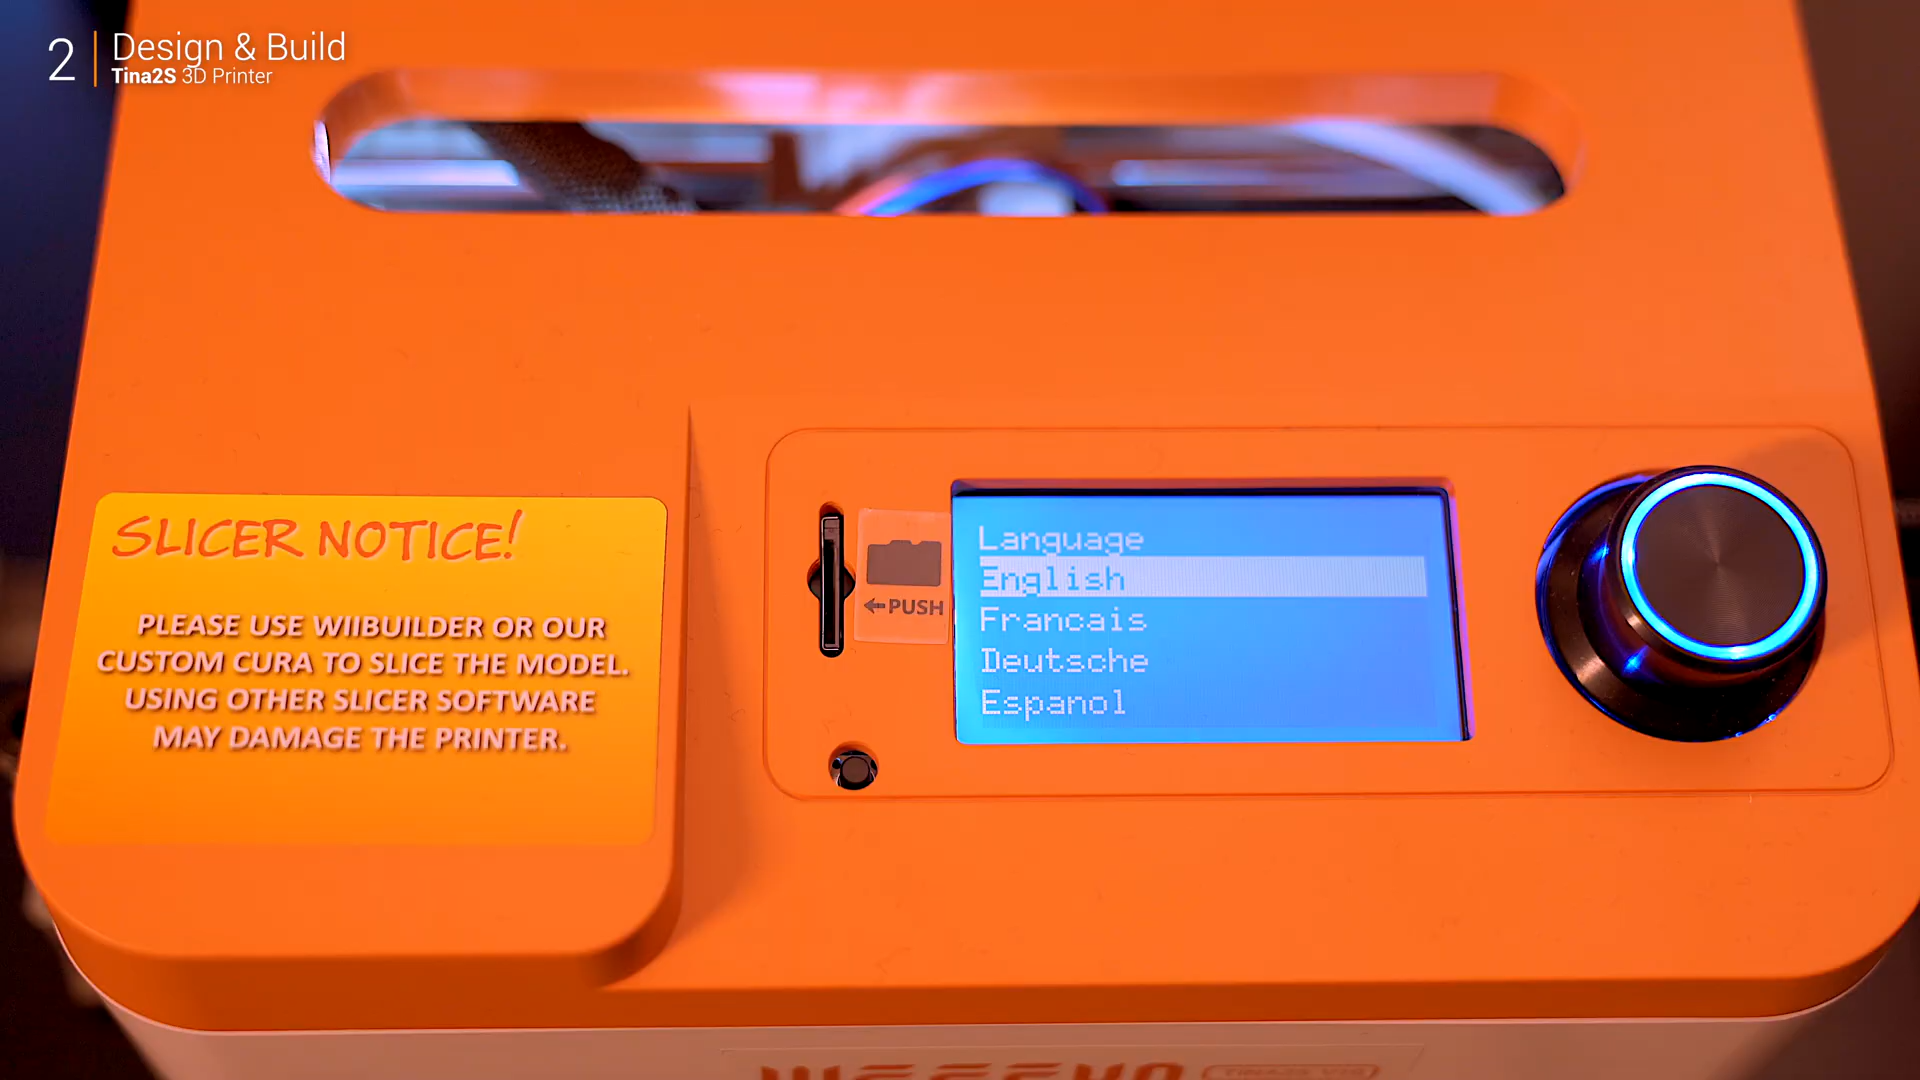 2
Design & Build
Tina2S 3D Printer
SLICER NOTICE!
PLEASE USE WIIBUILDER OR OUR
CUSTOM CURA TO SLICE THE MODEL.
USING OTHER SLICER SOFTWARE
MAY DAMAGE THE PRINTER.
←PUSH
Language
English
Francais
Deutsche
Espanol